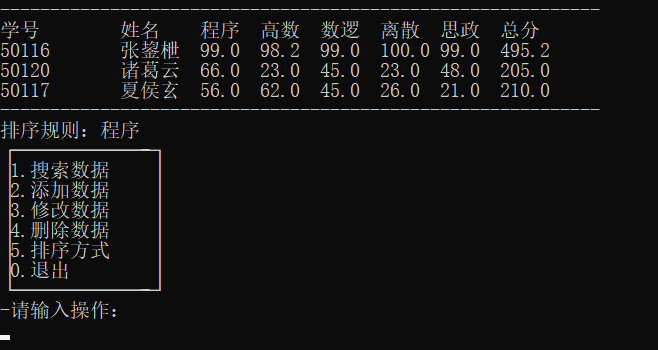 学号 姓名 程序 高数 数逻 离散 思政 总分
50116 张鋆枻 99.0 98.2 99.0 100.0 99.0 495.2
50120 诸葛云 66.0 23.0 45.0 23.0 48.0 205.0
50117 夏侯玄 56.0 62.0 45.0 26.0 21.0 210.0
排序规则：程序
1.搜索数据
2.添加数据
3.修改数据
4.删除数据
5.排序方式
0.退出
-请输入操作：